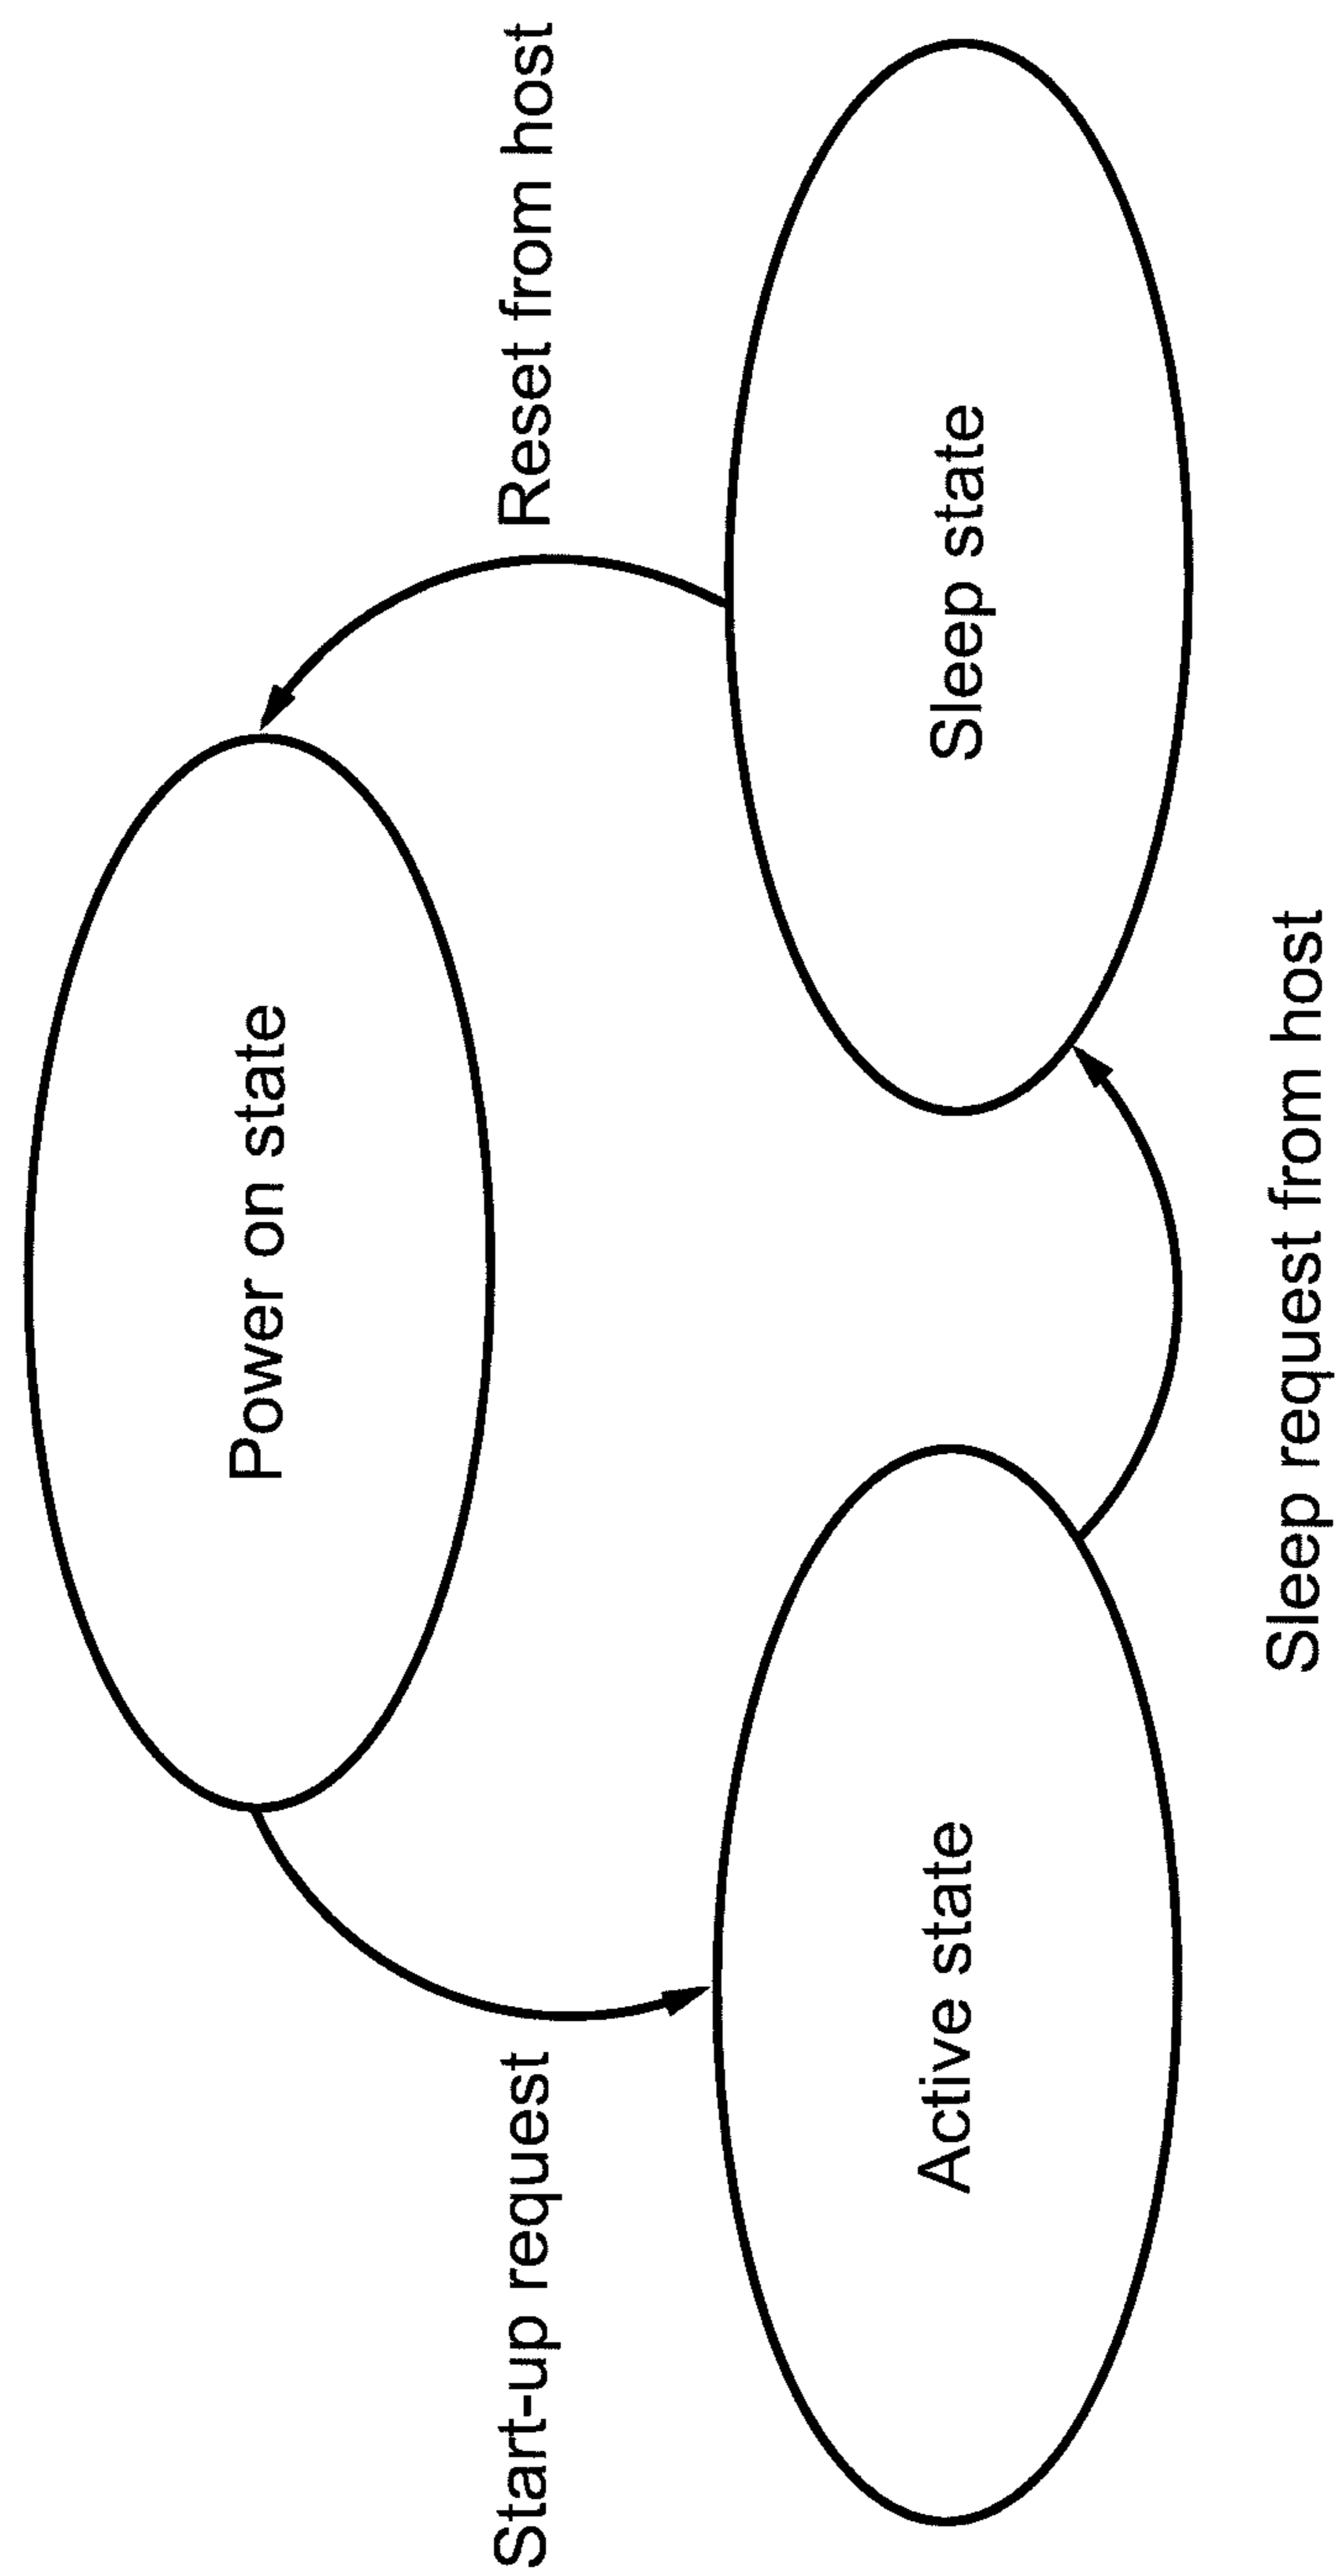 Power on state
Start-up request
Reset from host
Active state
Sleep state
Sleep request from host